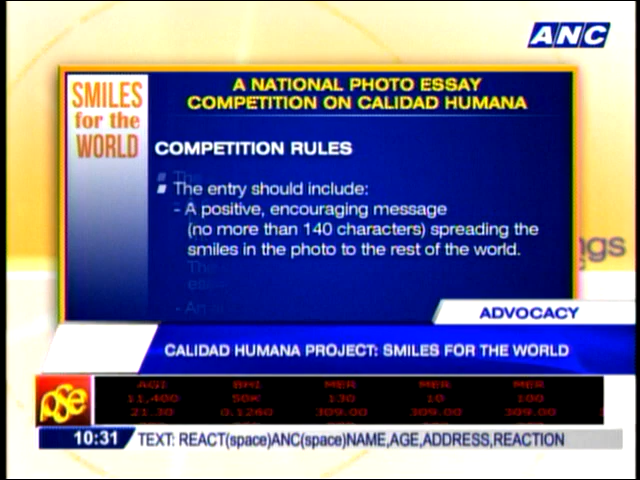 ANC
SMILES
for the
WORLD
A NATIONAL PHOTO ESSAY
COMPETITION ON CALIDAD HUMANA
COMPETITION RULES
The entry should include:
- A positive, encouraging message
(no more than 140 characters) spreading the
smiles in the photo to the rest of the world.
ngs
ADVOCACY
CALIDAD HUMANA PROJECT: SMILES FOR THE WORLD
pse
AGI BHI MER MER MER
11,400 50K 130 10 100
21.30 0.1260 309.00 309.00 309.00
10:31 TEXT: REACT(space)ANC(space)NAME,AGE,ADDRESS,REACTION